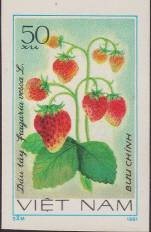 50
xu
Dâu tây Fragaria vesca L.
BƯU CHÍNH
VIỆT NAM
1981